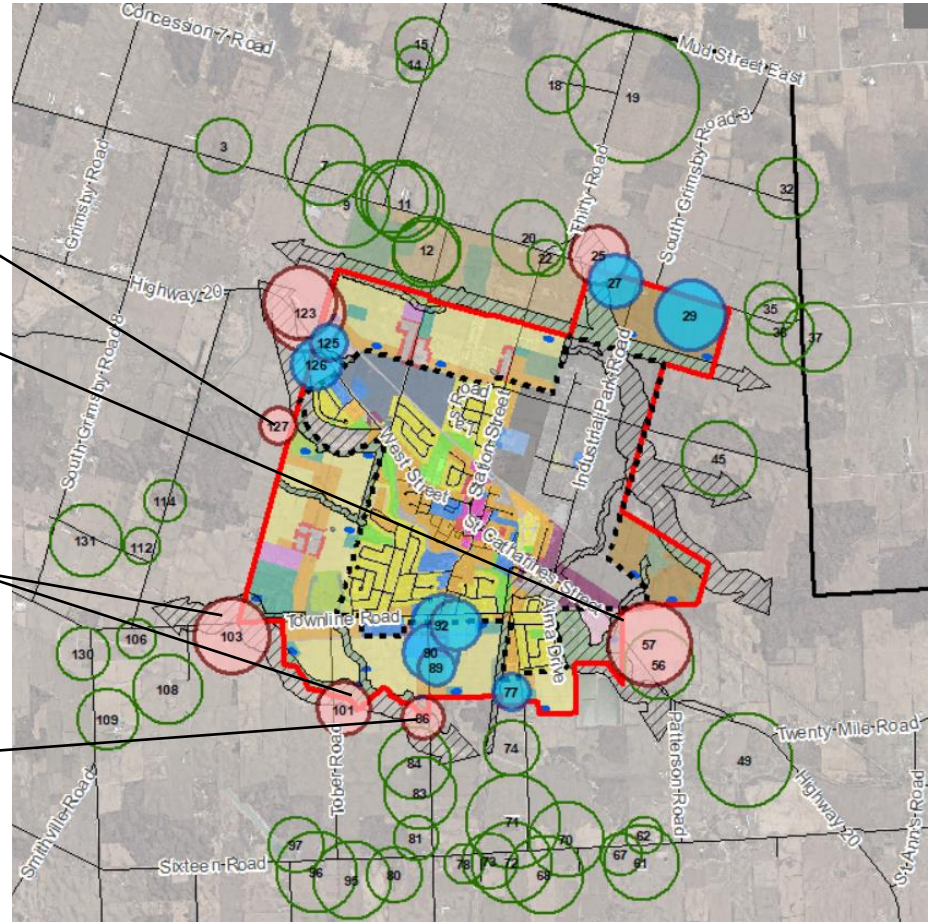 Concession 7 Road
Mud Street East
15
14
18
19
3
7
9
11
32
Grimsby Road
Thirty Road
South Grimsby Road 3
12
20
22
25
27
Highway 20
29
123
35
36
37
125
126
South Grimsby Road 8
127
Industrial Park Road
Station Street
West Street
45
114
131
112
St Catharines Street
Townline Road
Alma Drive
103
92
106
130
90
89
57
56
108
77
109
101
86
Twenty Mile Road
74
49
84
83
Tober Road
Patterson Road
Highway 20
Smithville Road
St Ann's Road
71
70
62
81
97
96
95
80
78
73
72
68
67
61
Sixteen Road